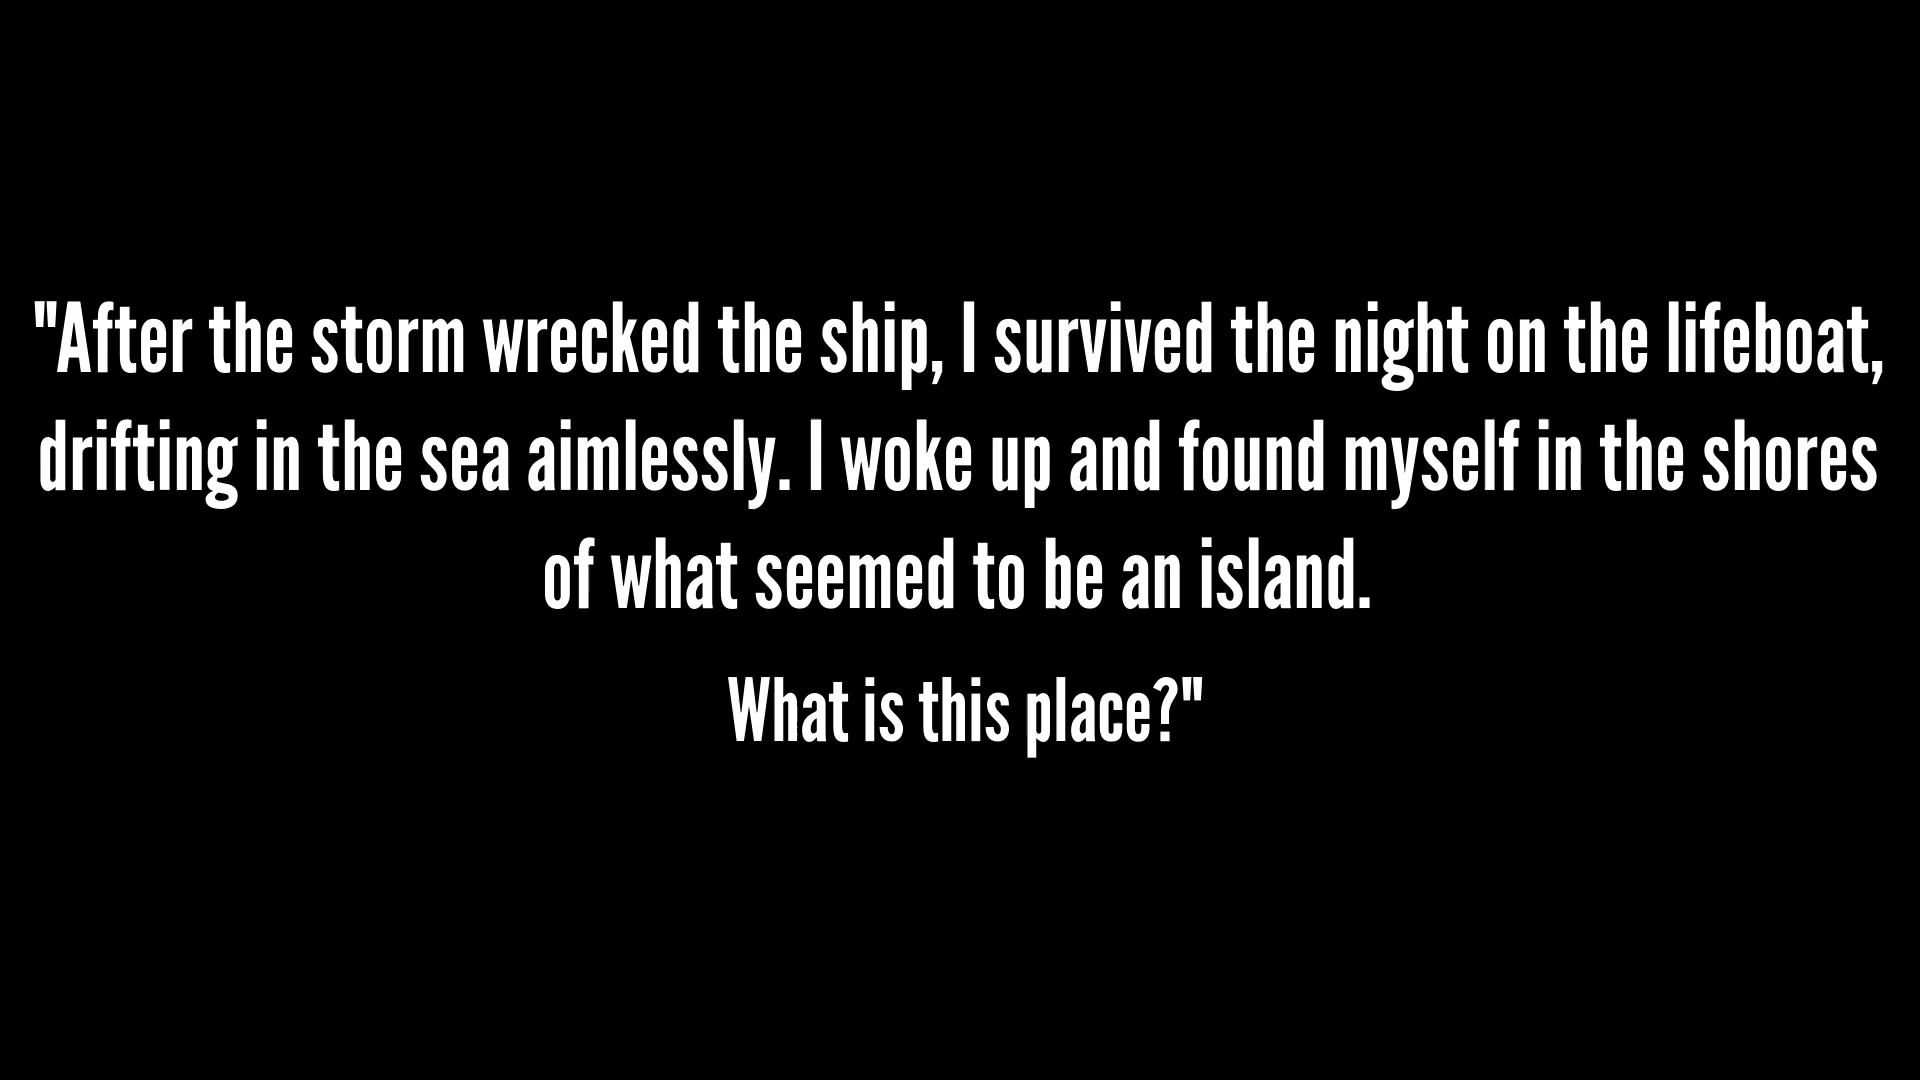 "After the storm wrecked the ship, I survived the night on the lifeboat,
drifting in the sea aimlessly. I woke up and found myself in the shores
of what seemed to be an island.
What is this place?"